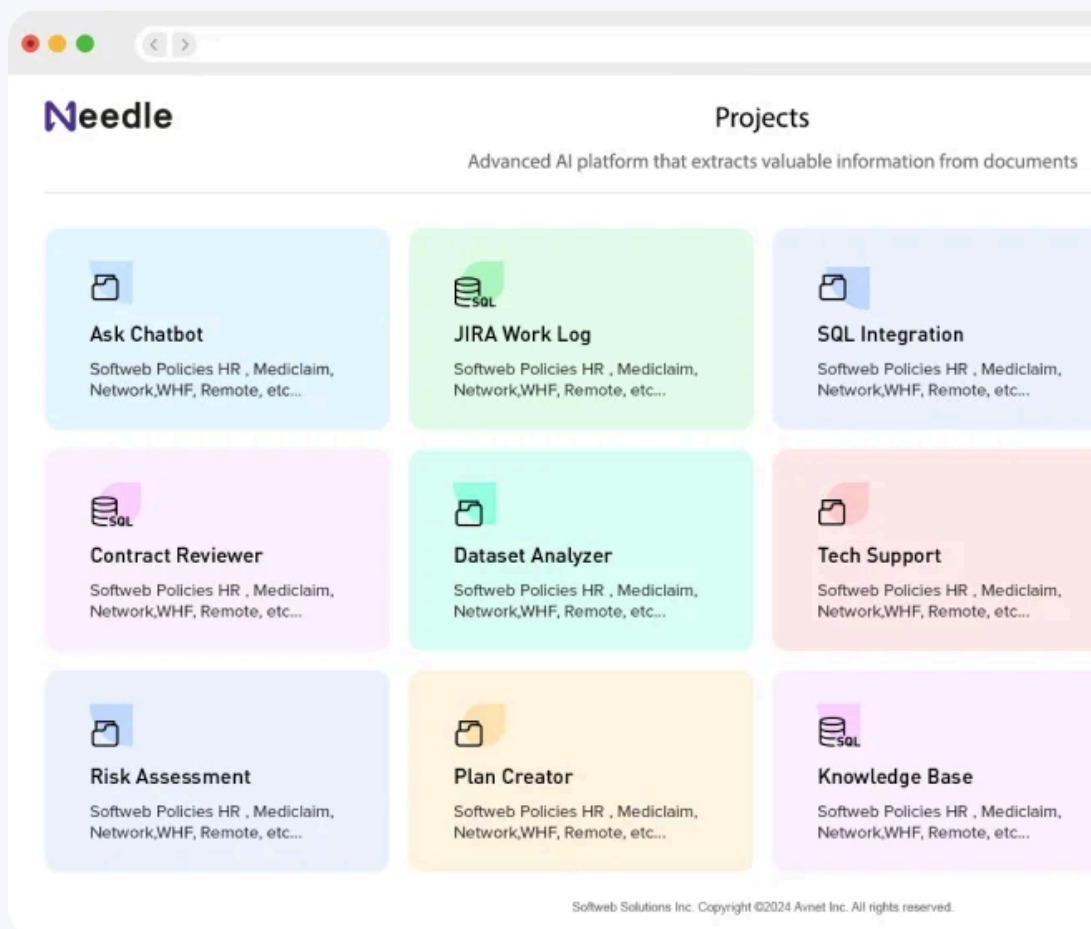 Needle
Projects
Advanced AI platform that extracts valuable information from documents
Ask Chatbot
Softweb Policies HR , Mediclaim,
Network,WHF, Remote, etc...
SQL
JIRA Work Log
Softweb Policies HR , Mediclaim,
Network,WHF, Remote, etc...
SQL Integration
Softweb Policies HR , Mediclaim,
Network,WHF, Remote, etc...
SQL
Contract Reviewer
Softweb Policies HR , Mediclaim,
Network,WHF, Remote, etc...
Dataset Analyzer
Softweb Policies HR , Mediclaim,
Network,WHF, Remote, etc...
Tech Support
Softweb Policies HR , Mediclaim,
Network,WHF, Remote, etc...
Risk Assessment
Softweb Policies HR , Mediclaim,
Network,WHF, Remote, etc...
Plan Creator
Softweb Policies HR , Mediclaim,
Network,WHF, Remote, etc...
SQL
Knowledge Base
Softweb Policies HR , Mediclaim,
Network,WHF, Remote, etc...
Softweb Solutions Inc. Copyright ©2024 Avnet Inc. All rights reserved.